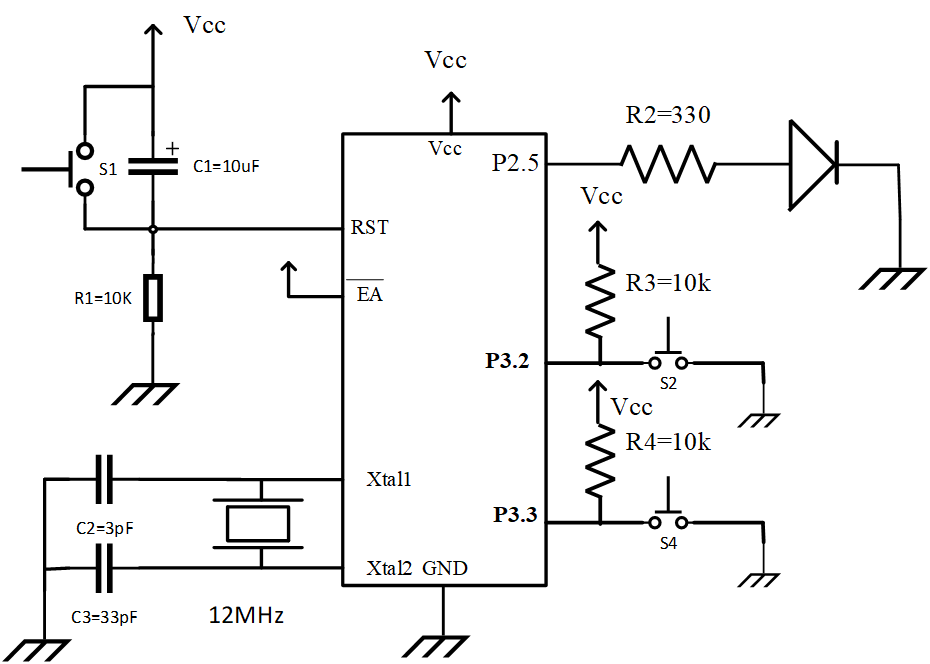 Vcc
Vcc
Vcc
R2=330
P2.5
+
S1
C1=10uF
Vcc
RST
R3=10k
R1=10K
EA
P3.2
S2
Vcc
R4=10k
Xtal1
P3.3
C2=3pF
S4
Xtal2 GND
C3=33pF
12MHz